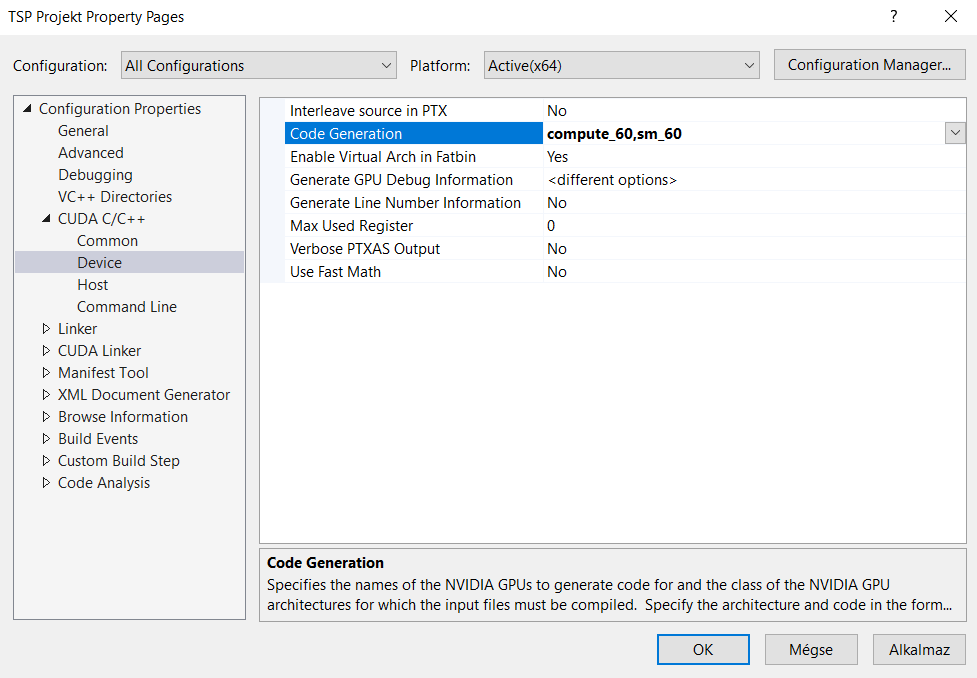 TSP Projekt Property Pages
?
Configuration: All Configurations Platform: Active(x64) Configuration Manager...
Configuration Properties
General
Advanced
Debugging
VC++ Directories
CUDA C/C++
Common
Device
Host
Command Line
Linker
CUDA Linker
Manifest Tool
XML Document Generator
Browse Information
Build Events
Custom Build Step
Code Analysis
Interleave source in PTX No
Code Generation compute_60,sm_60
Enable Virtual Arch in Fatbin Yes
Generate GPU Debug Information <different options>
Generate Line Number Information No
Max Used Register 0
Verbose PTXAS Output No
Use Fast Math No
Code Generation
Specifies the names of the NVIDIA GPUs to generate code for and the class of the NVIDIA GPU
architectures for which the input files must be compiled.  Specify the architecture and code in the form...
OK Mégse Alkalmaz